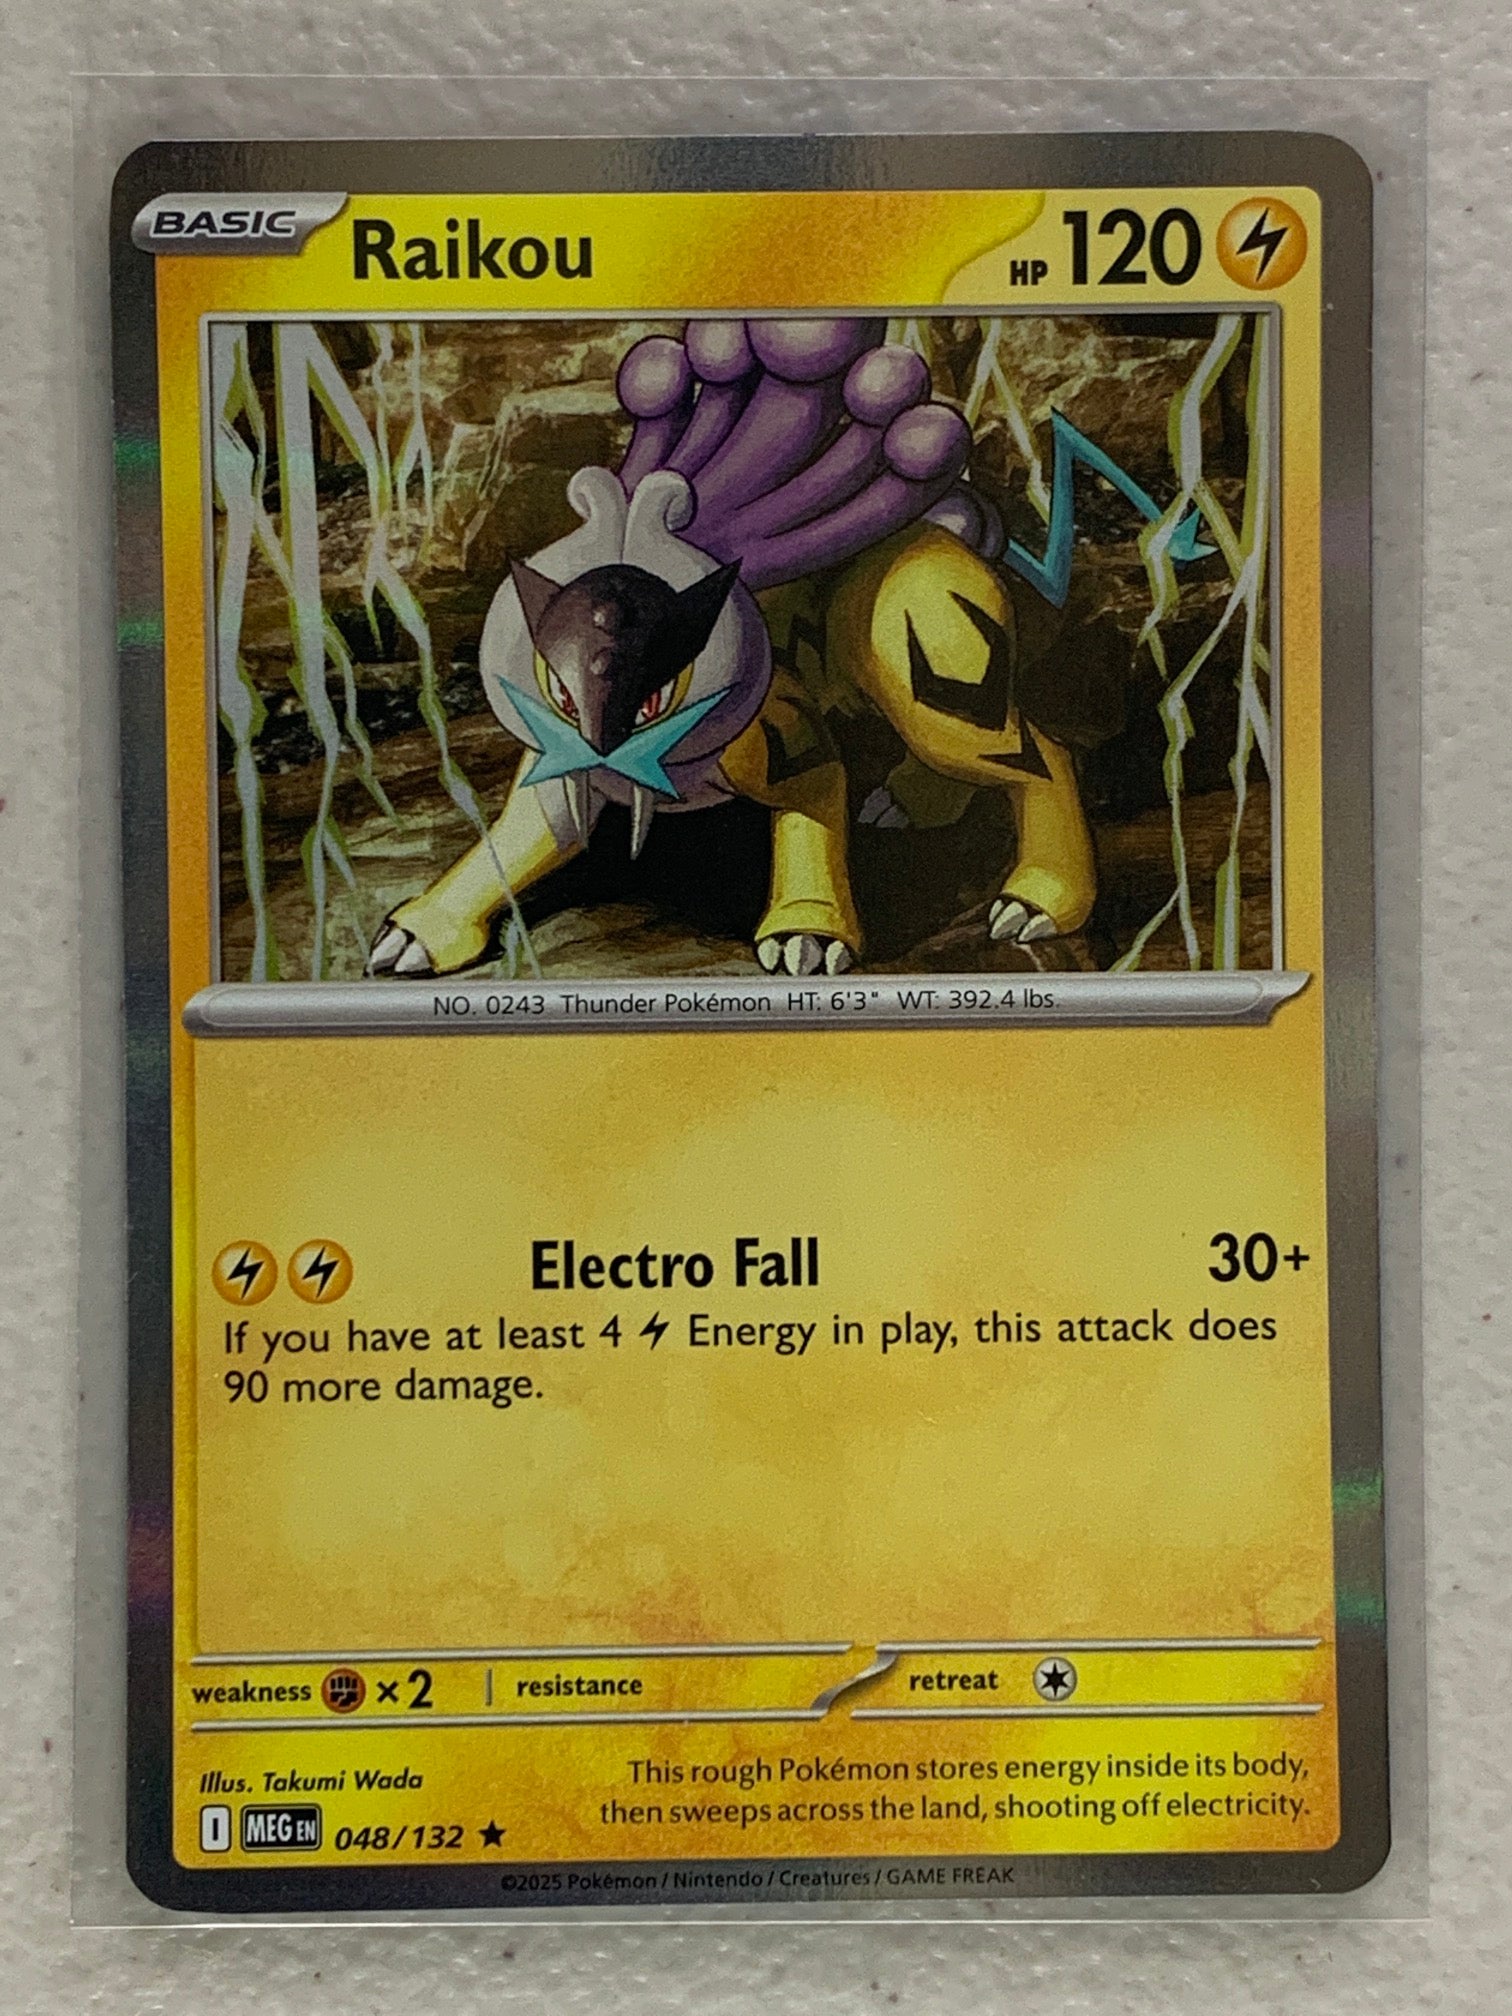 BASIC Raikou HP 120
NO. 0243 Thunder Pokémon HT: 6'3" WT: 392.4 lbs.
Electro Fall 30+
If you have at least 4 Energy in play, this attack does
90 more damage.
weakness ×2 resistance retreat
Illus. Takumi Wada
This rough Pokémon stores energy inside its body,
then sweeps across the land, shooting off electricity.
I MEG EN 048/132 ★
©2025 Pokémon / Nintendo / Creatures / GAME FREAK